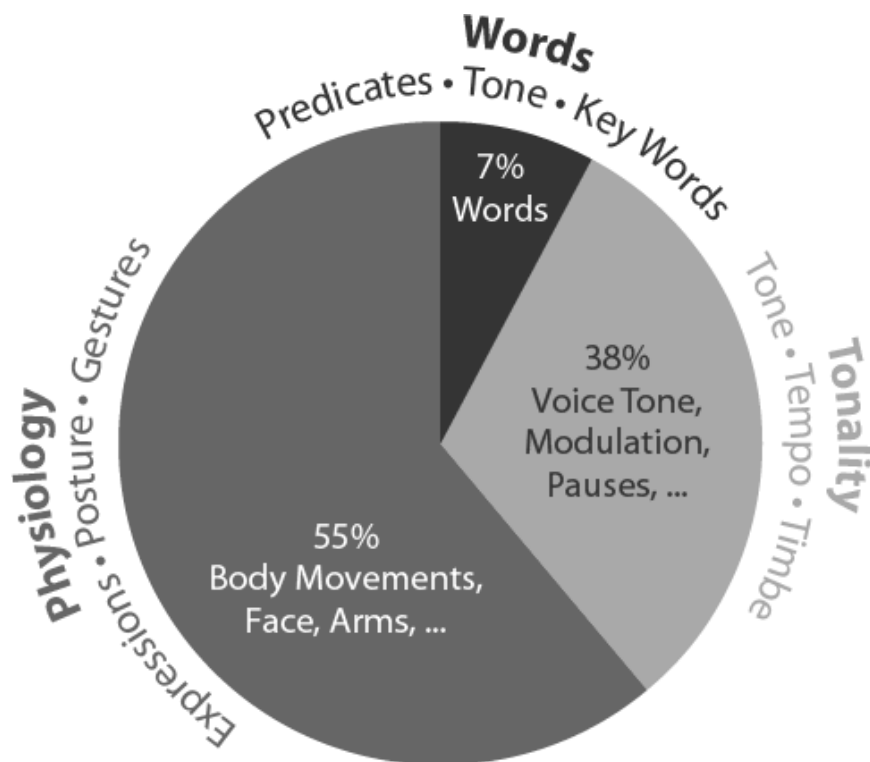 Words
Predicates • Tone • Key Words
7%
Words
38%
Voice Tone,
Modulation,
Pauses, ...
Tonality
Tone • Tempo • Timbe
55%
Body Movements,
Face, Arms, ...
Physiology
Expressions • Posture • Gestures